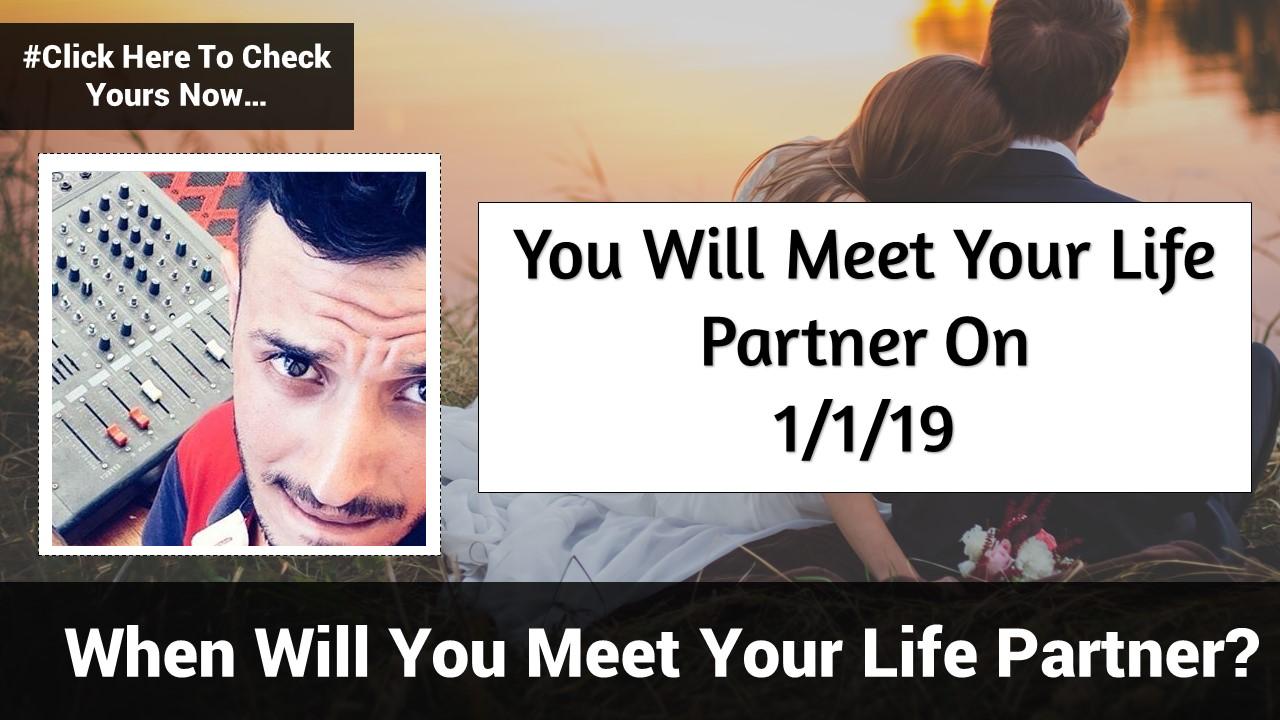 #Click Here To Check
Yours Now...
You Will Meet Your Life
Partner On
1/1/19
When Will You Meet Your Life Partner?